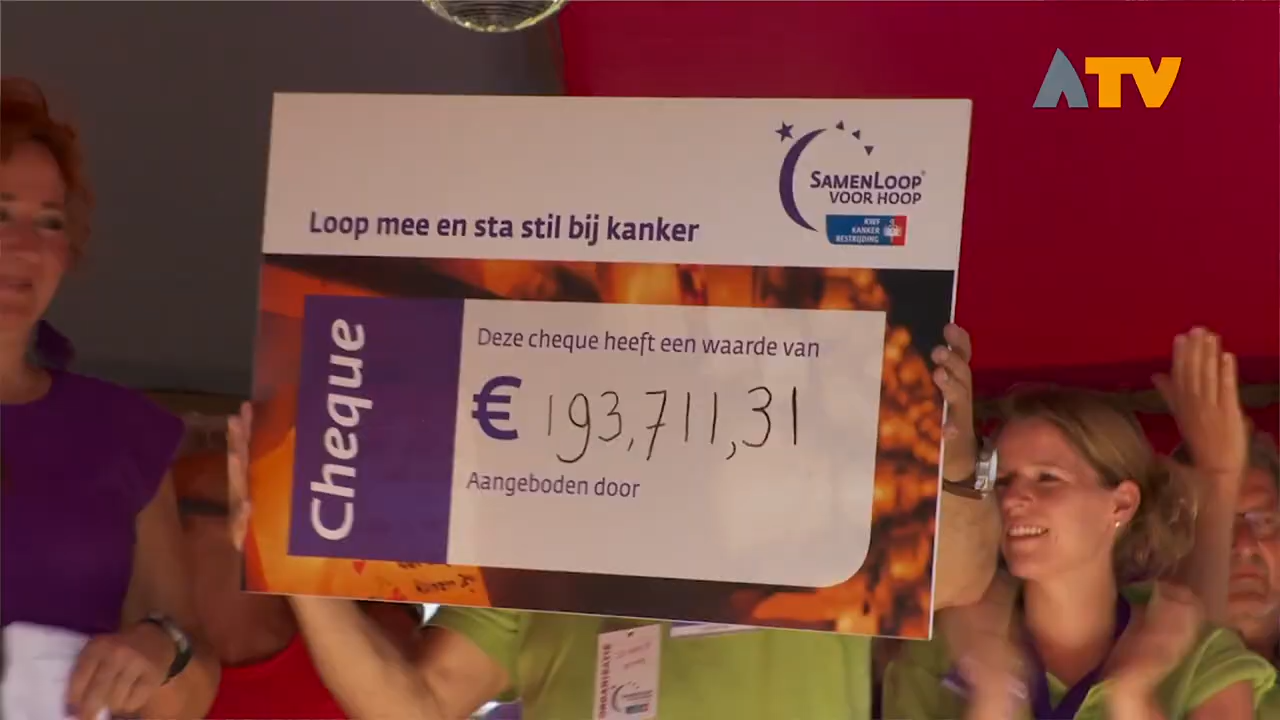 ATV
SAMENLOOP
VOOR HOOP
KWF
KANKER
BESTRIJDING
Loop mee en sta stil bij kanker
Cheque
Deze cheque heeft een waarde van
€ 193,711,31
Aangeboden door
ORGANISATIE